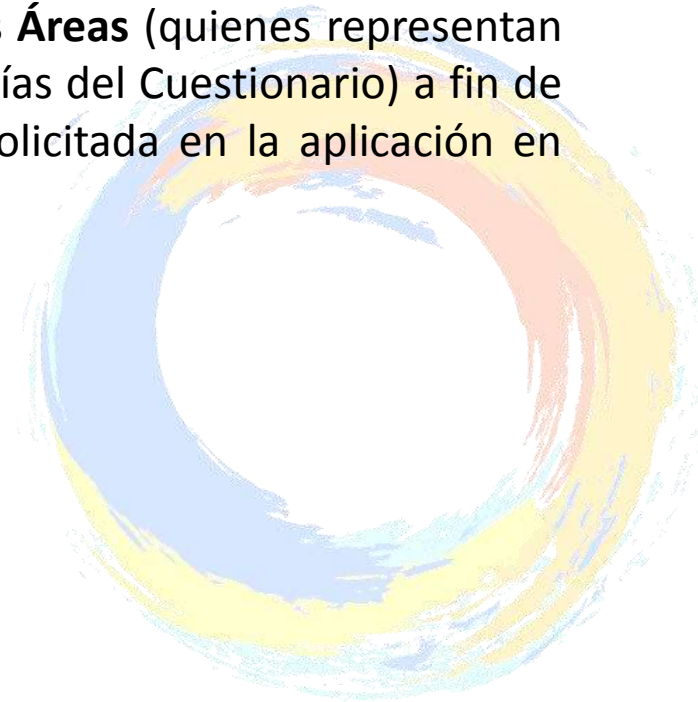 s Áreas (quienes representan
ías del Cuestionario) a fin de
olicitada en la aplicación en